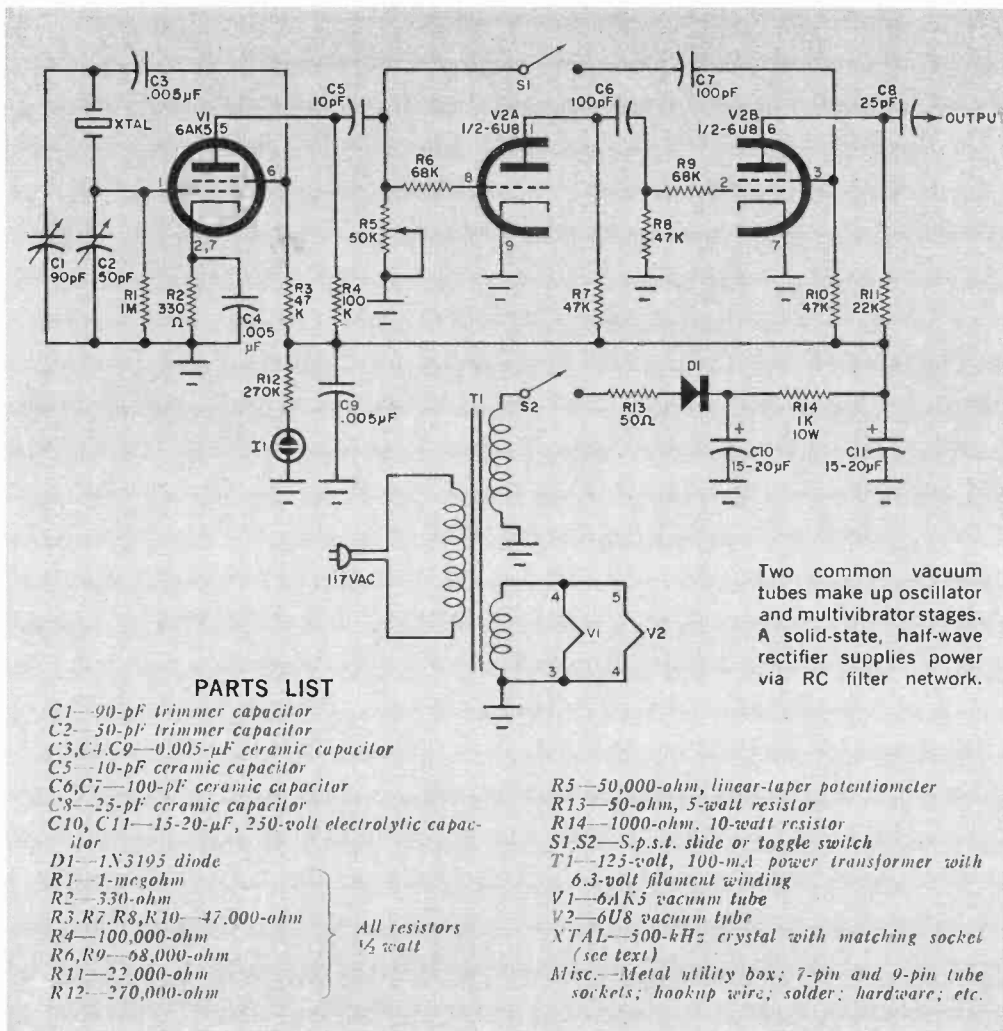 C3
.005µF
XTAL
V1
6AK5
5
C5
10pF
S1
C7
100pF
C6
100pF
V2A
1/2-6U8
1
V2B
1/2-6U8
6
C8
25pF
OUTPUT
1
6
R6
68K
8
R9
68K
2
3
R5
50K
R8
47K
9
7
2,7
C1
90pF
C2
50pF
R1
1M
R2
330
Ω
C4
.005
µF
R3
47
K
R4
100
K
R7
47K
R10
47K
R11
22K
R12
270K
C9
.005µF
I1
T1
S2
R13
50Ω
D1
R14
1K
10W
+
C10
15-20µF
+
C11
15-20µF
117VAC
4
5
V1
V2
3
4
Two common vacuum
tubes make up oscillator
and multivibrator stages.
A solid-state, half-wave
rectifier supplies power
via RC filter network.
PARTS LIST
C1—90-pF trimmer capacitor
C2—50-pF trimmer capacitor
C3,C4,C9—0.005-µF ceramic capacitor
C5—10-pF ceramic capacitor
C6,C7—100-pF ceramic capacitor
C8—25-pF ceramic capacitor
C10, C11—15-20-µF, 250-volt electrolytic capac-
itor
D1—1N3195 diode
R1—1-megohm
R2—330-ohm
R3,R7,R8,R10—47,000-ohm
R4—100,000-ohm
R6,R9—68,000-ohm
R11—22,000-ohm
R12—270,000-ohm
All resistors
½ watt
R5—50,000-ohm, linear-taper potentiometer
R13—50-ohm, 5-watt resistor
R14—1000-ohm, 10-watt resistor
S1,S2—S.p.s.t. slide or toggle switch
T1—125-volt, 100-mA power transformer with
6.3-volt filament winding
V1—6AK5 vacuum tube
V2—6U8 vacuum tube
XTAL—500-kHz crystal with matching socket
(see text)
Misc.—Metal utility box; 7-pin and 9-pin tube
sockets; hookup wire; solder; hardware; etc.